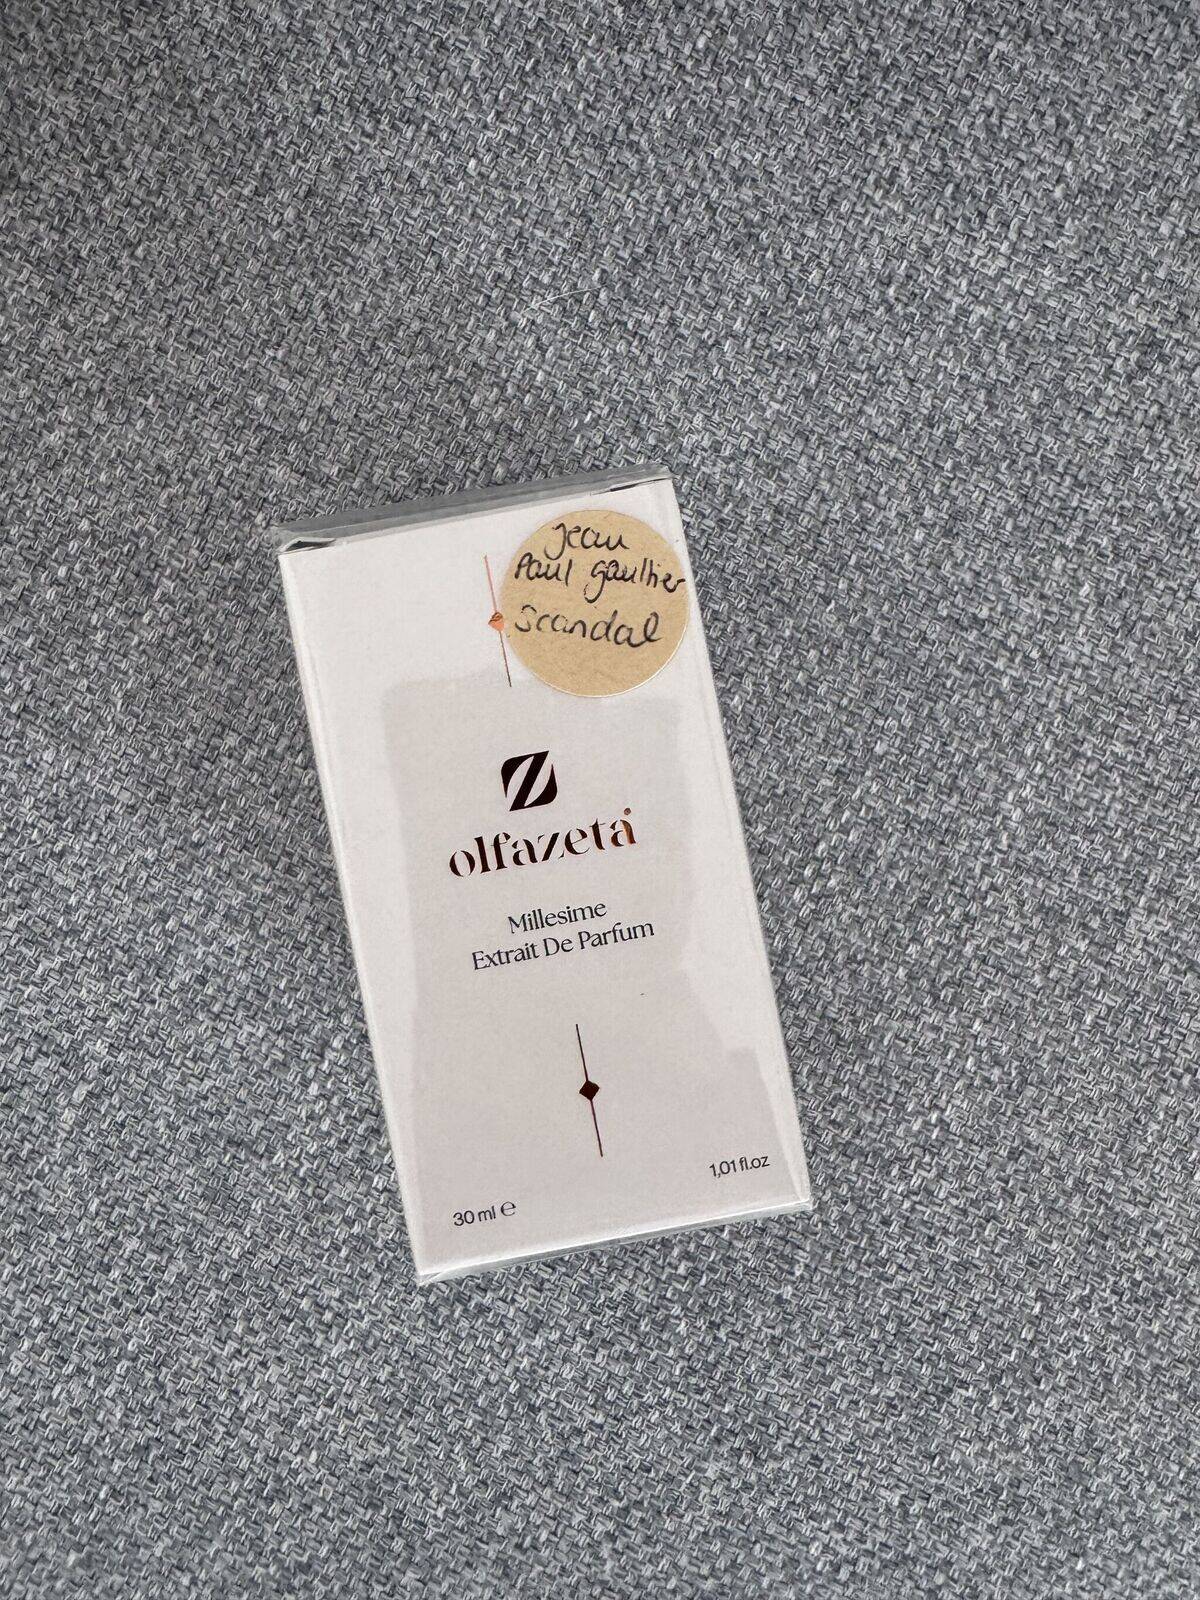 Jean
Paul gaultier
Scandal
Z
olfazeta
Millesime
Extrait De Parfum
30 ml ℮
1,01 fl.oz